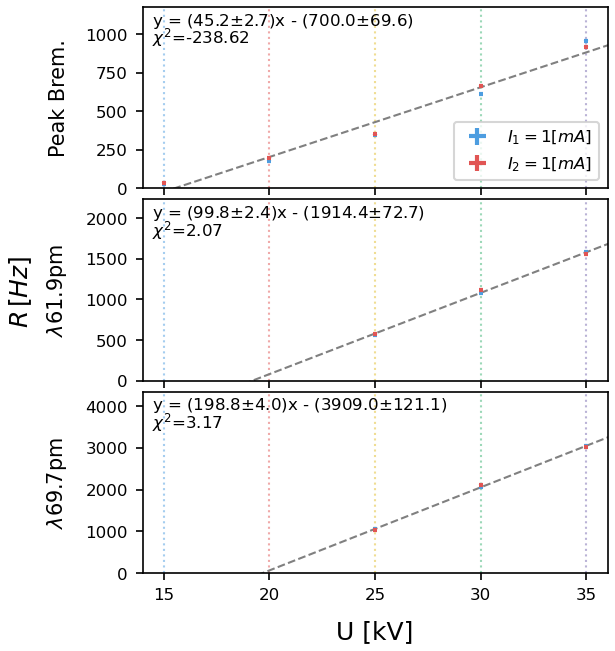 y = (45.2±2.7)x - (700.0±69.6)
χ²=-238.62
1000
750
500
250
0
Peak Brem.
I₁ = 1[mA]
I₂ = 1[mA]
y = (99.8±2.4)x - (1914.4±72.7)
χ²=2.07
2000
1500
1000
500
0
λ61.9pm
R [Hz]
y = (198.8±4.0)x - (3909.0±121.1)
χ²=3.17
4000
3000
2000
1000
0
λ69.7pm
15 20 25 30 35
U [kV]